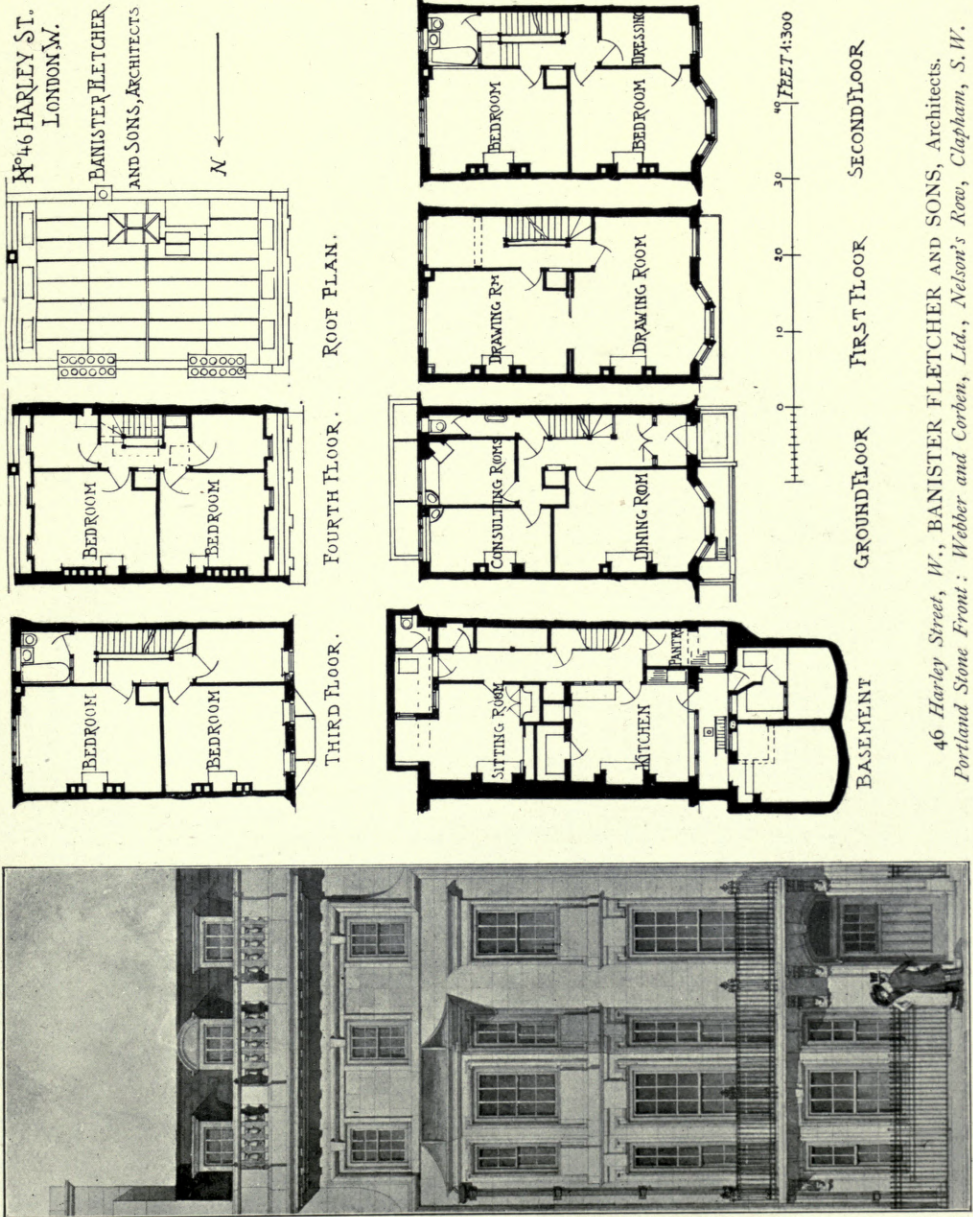 Nº 46 HARLEY ST.
LONDON, W.
BANISTER FLETCHER
AND SONS, ARCHITECTS
N
ROOF PLAN.
BEDROOM
BEDROOM
FOURTH FLOOR.
BEDROOM
BEDROOM
THIRD FLOOR.
BEDROOM
BEDROOM
DRESSING
SECOND FLOOR
DRAWING RM
DRAWING ROOM
FIRST FLOOR
CONSULTING ROOMS
DINING ROM
GROUND FLOOR
SITTING ROOM
KITCHEN
PANTRY
BASEMENT
0 10 20 30 40 FEET 1:300
46 Harley Street, W., BANISTER FLETCHER AND SONS, Architects.
Portland Stone Front : Webber and Corben, Ltd., Nelson's Row, Clapham, S.W.